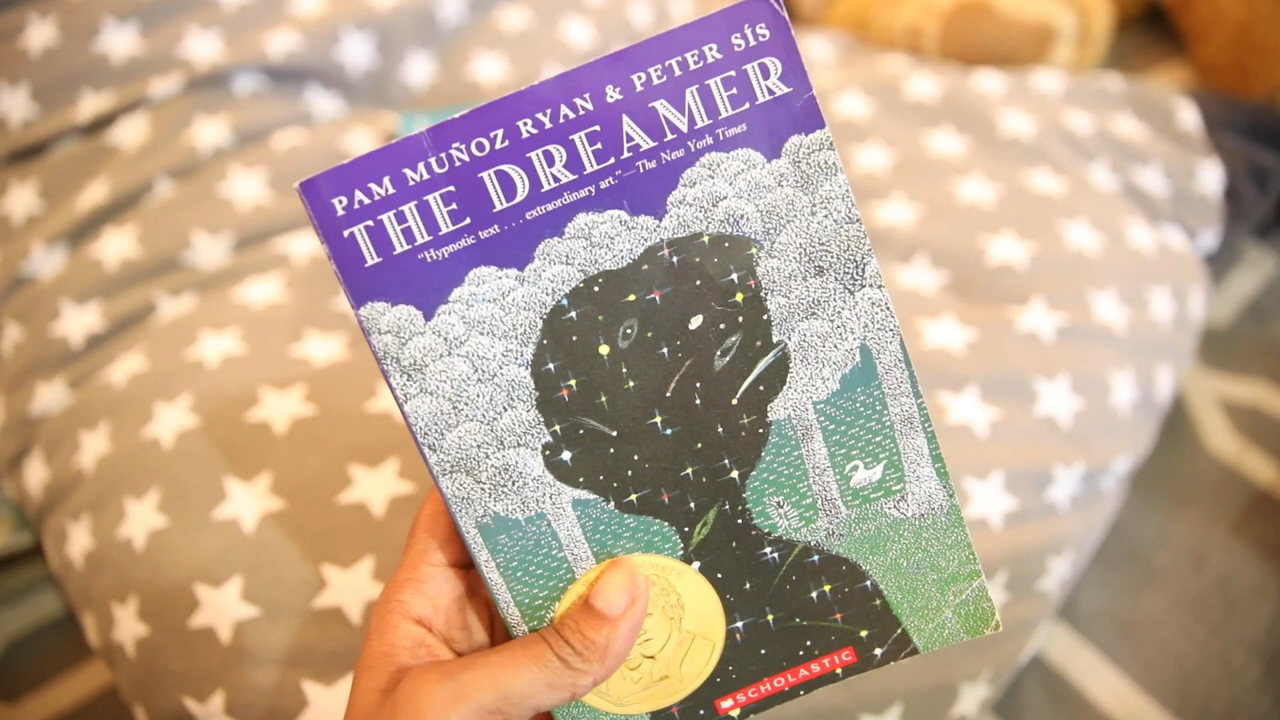 PAM MUÑOZ RYAN & PETER SÍS
THE DREAMER
“Hypnotic text . . . extraordinary art.”—The New York Times
SCHOLASTIC